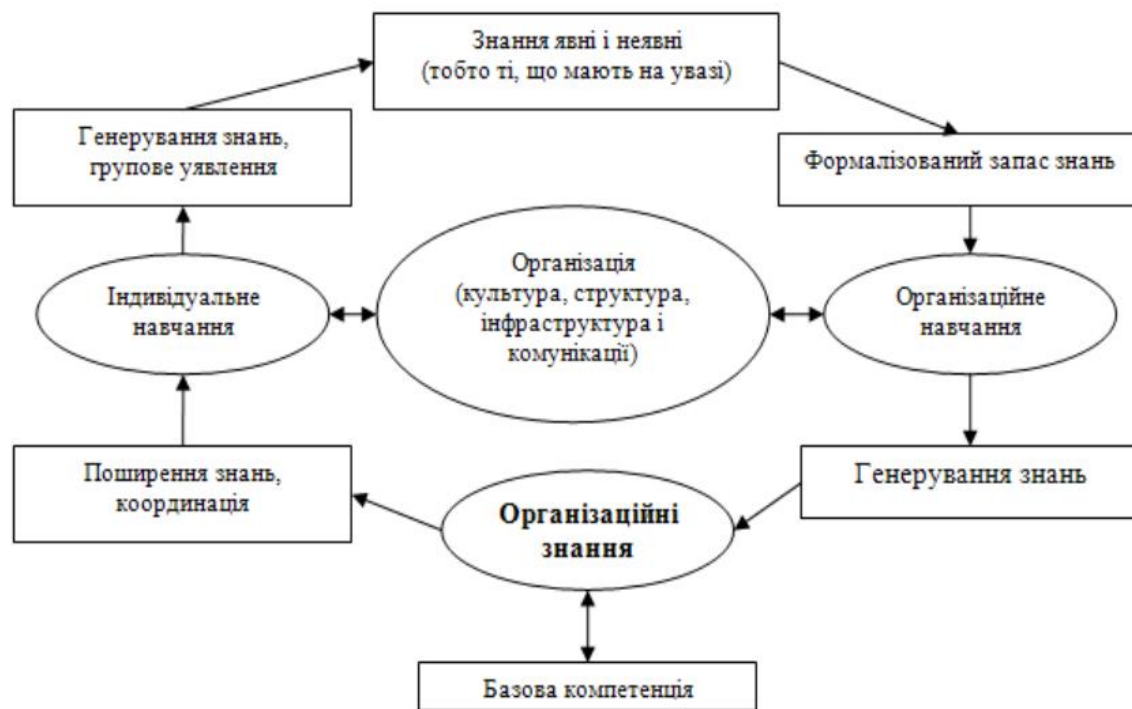 Знання явні і неявні
(тобто ті, що мають на увазі)
Генерування знань,
групове уявлення
Формалізований запас знань
Індивідуальне
навчання
Організація
(культура, структура,
інфраструктура і
комунікації)
Організаційне
навчання
Поширення знань,
координація
Організаційні
знання
Генерування знань
Базова компетенція